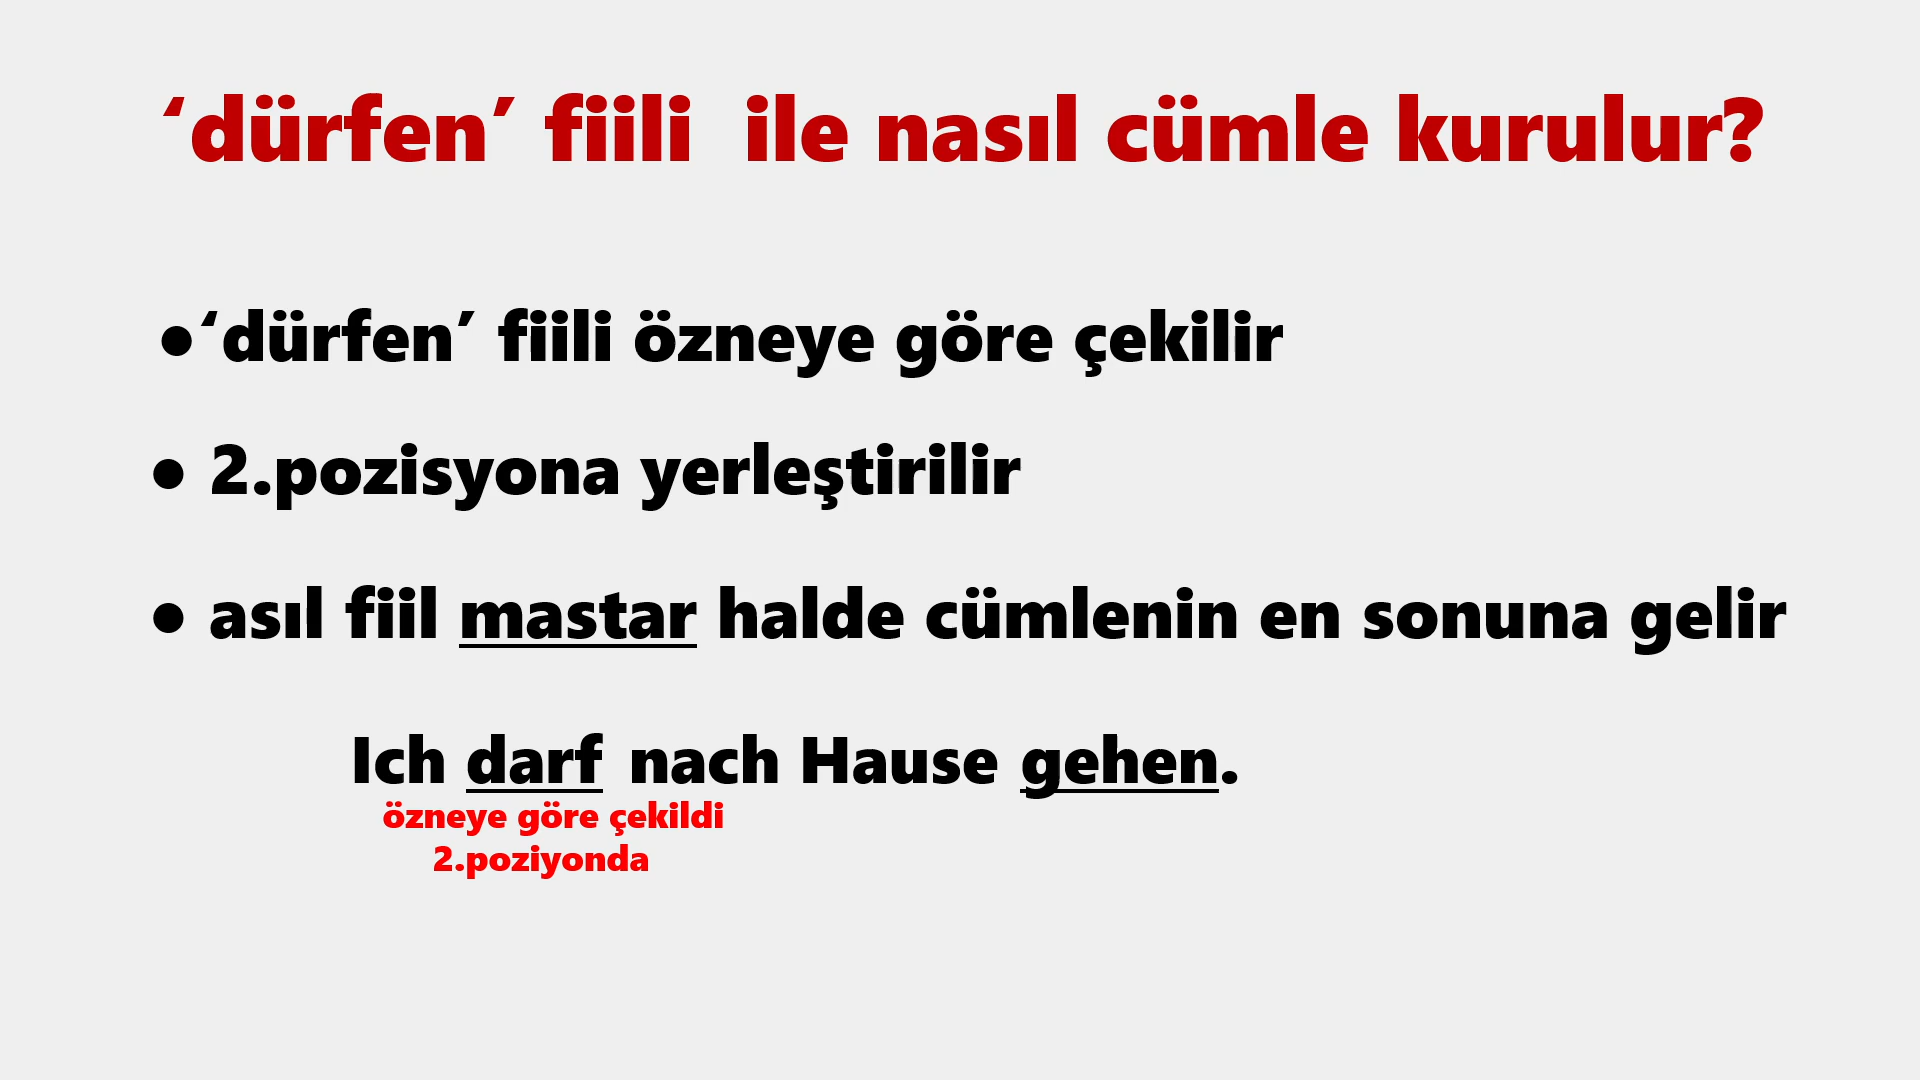 ‘dürfen’ fiili  ile nasıl cümle kurulur?
●‘dürfen’ fiili özneye göre çekilir
● 2.pozisyona yerleştirilir
● asıl fiil mastar halde cümlenin en sonuna gelir
Ich darf nach Hause gehen.
özneye göre çekildi
2.poziyonda